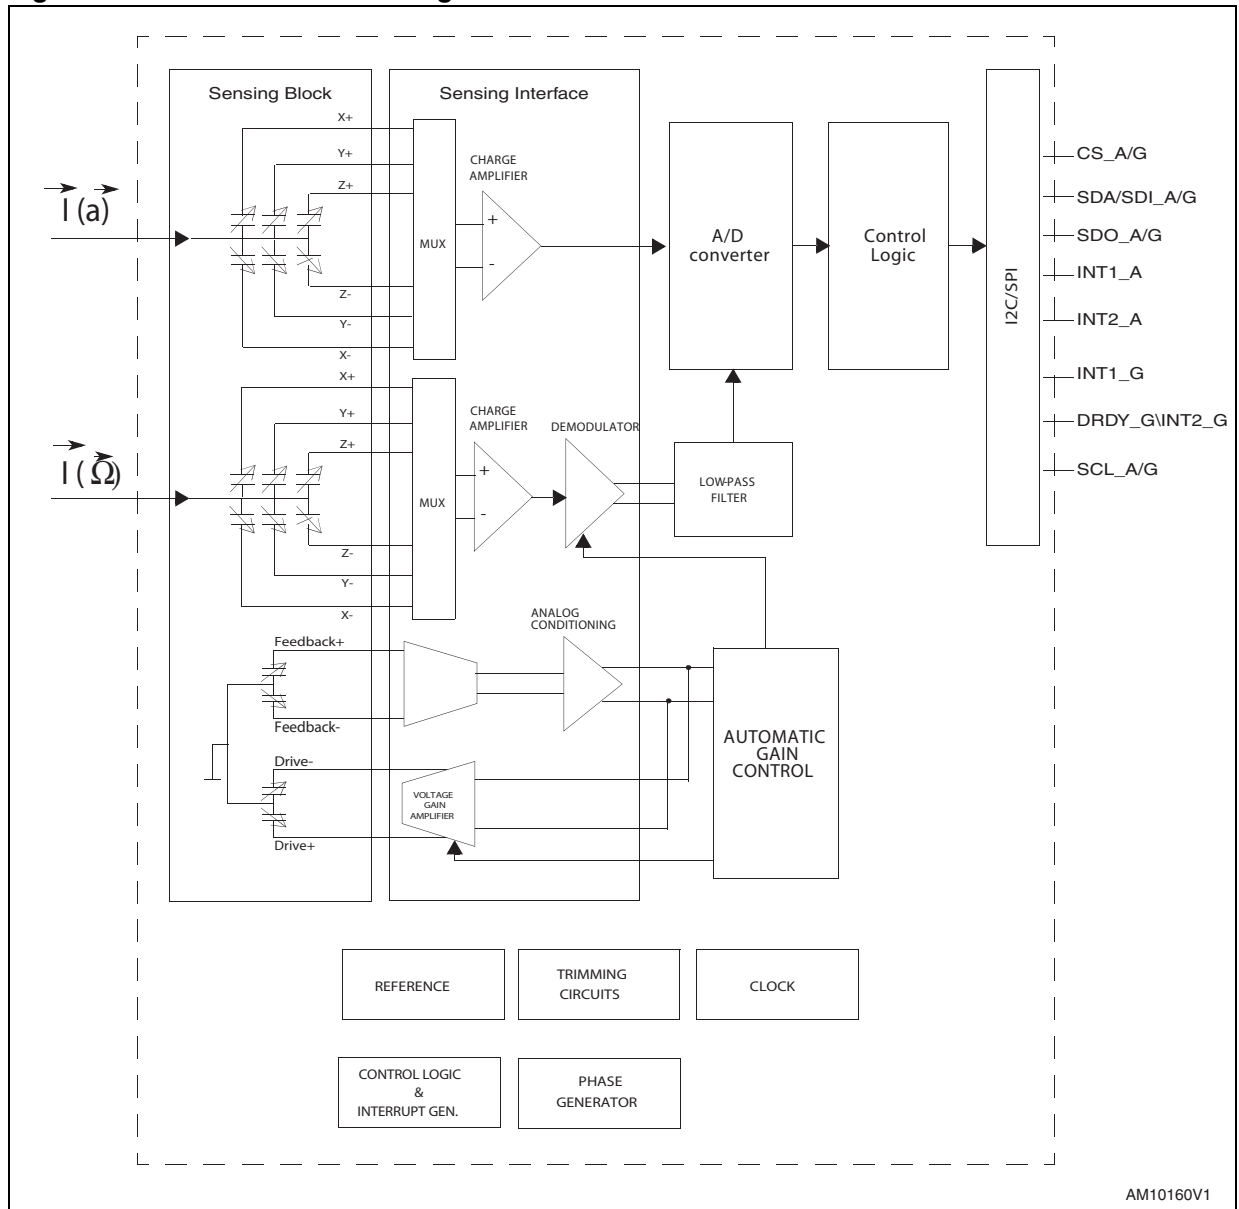 Sensing Block
Sensing Interface
X+
Y+
Z+
CHARGE
AMPLIFIER
I (a)
+
-
MUX
A/D
converter
Control
Logic
I2C/SPI
CS_A/G
SDA/SDI_A/G
SDO_A/G
INT1_A
INT2_A
INT1_G
DRDY_G\INT2_G
SCL_A/G
Z-
Y-
X-
X+
Y+
Z+
CHARGE
AMPLIFIER
DEMODULATOR
I (Ω)
+
-
MUX
LOW-PASS
FILTER
Z-
Y-
X-
ANALOG
CONDITIONING
Feedback+
Feedback-
Drive-
VOLTAGE
GAIN
AMPLIFIER
Drive+
AUTOMATIC
GAIN
CONTROL
REFERENCE
TRIMMING
CIRCUITS
CLOCK
CONTROL LOGIC
&
INTERRUPT GEN.
PHASE
GENERATOR
AM10160V1